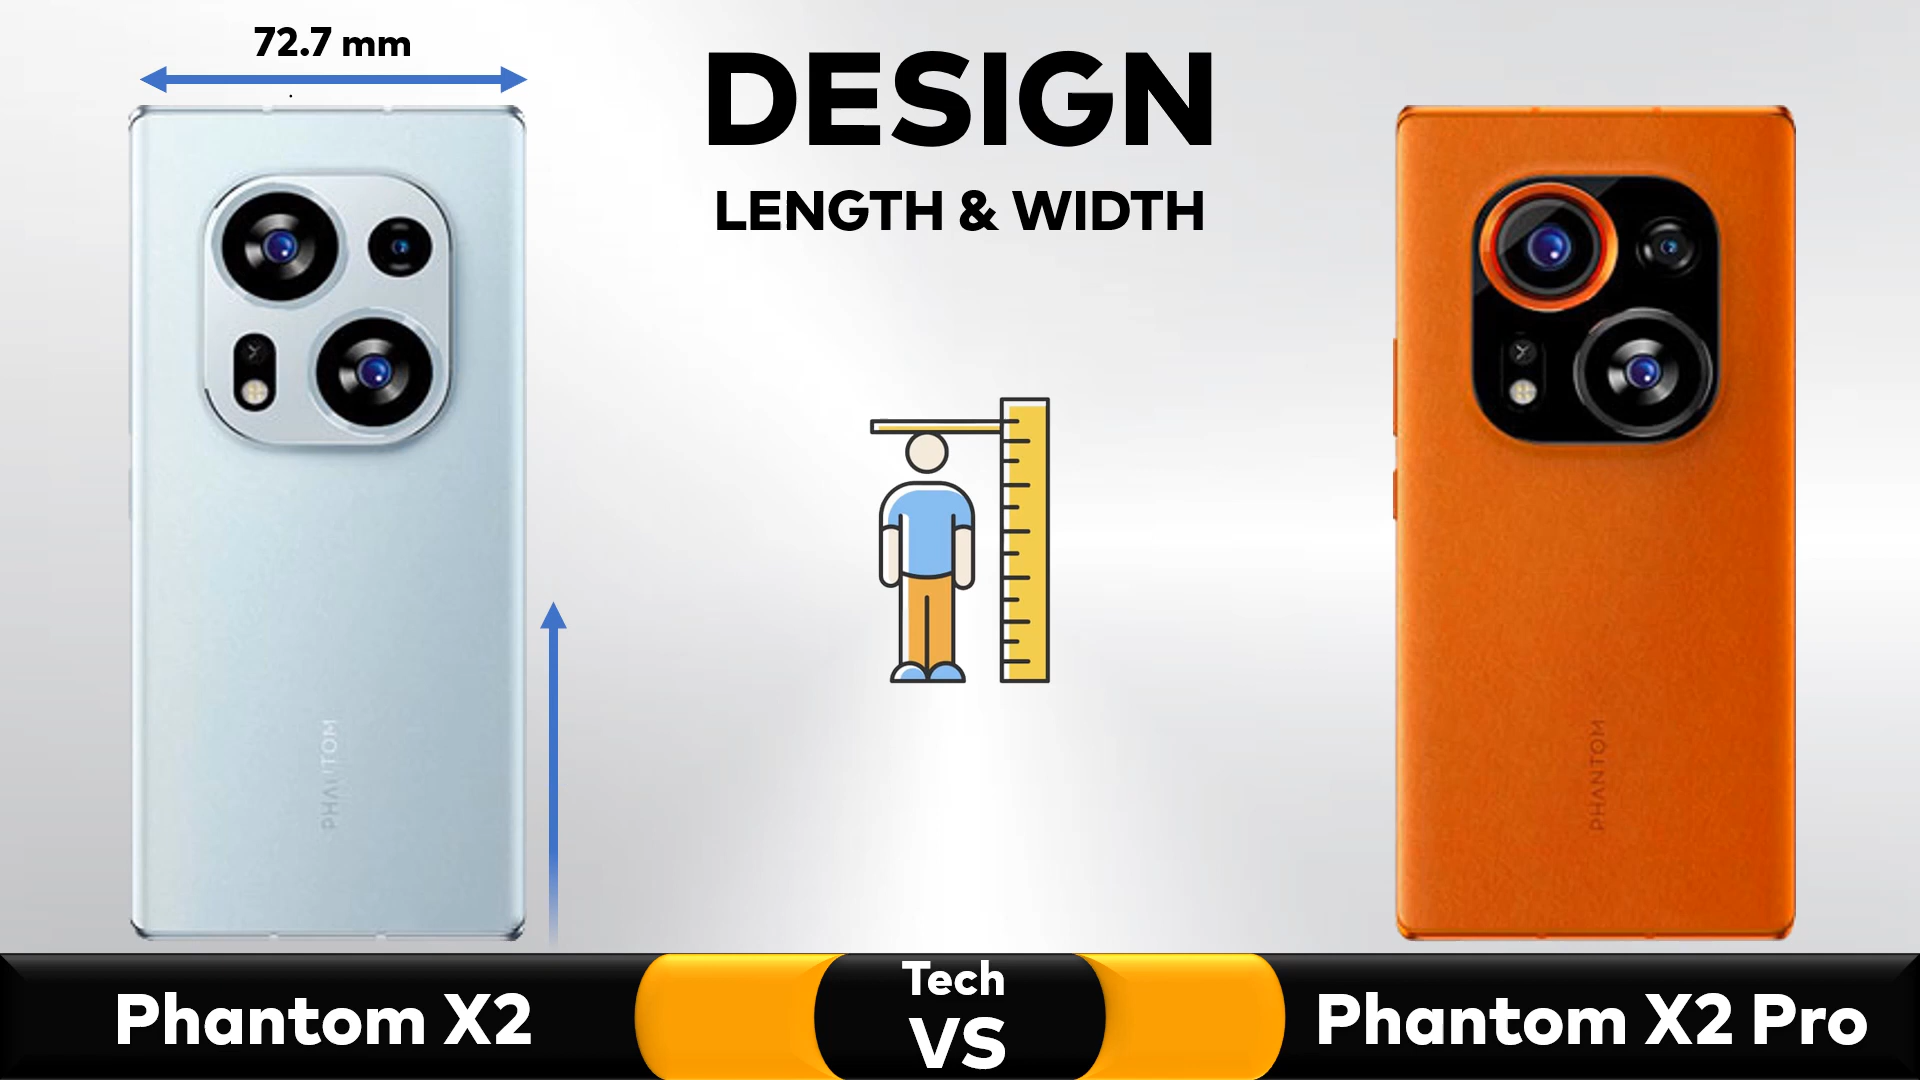 72.7 mm
DESIGN
LENGTH & WIDTH
PHANTOM
PHANTOM
Phantom X2
Tech
VS
Phantom X2 Pro